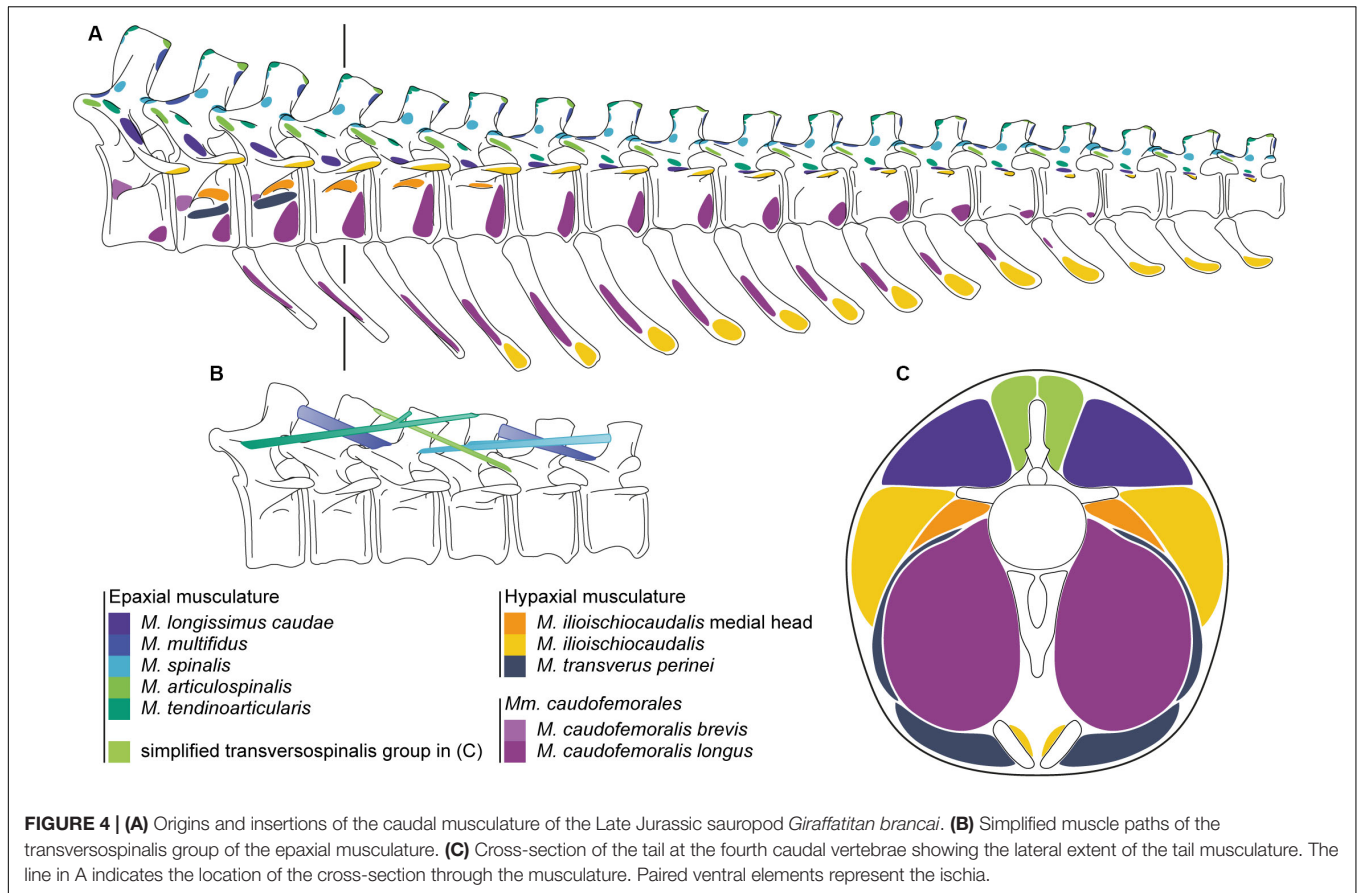 A
B
C
Epaxial musculature
M. longissimus caudae
M. multifidus
M. spinalis
M. articulospinalis
M. tendinoarticularis
simplified transversospinalis group in (C)
Hypaxial musculature
M. ilioischiocaudalis medial head
M. ilioischiocaudalis
M. transverus perinei
Mm. caudofemorales
M. caudofemoralis brevis
M. caudofemoralis longus
FIGURE 4 | (A) Origins and insertions of the caudal musculature of the Late Jurassic sauropod Giraffatitan brancai. (B) Simplified muscle paths of the
transversospinalis group of the epaxial musculature. (C) Cross-section of the tail at the fourth caudal vertebrae showing the lateral extent of the tail musculature. The
line in A indicates the location of the cross-section through the musculature. Paired ventral elements represent the ischia.